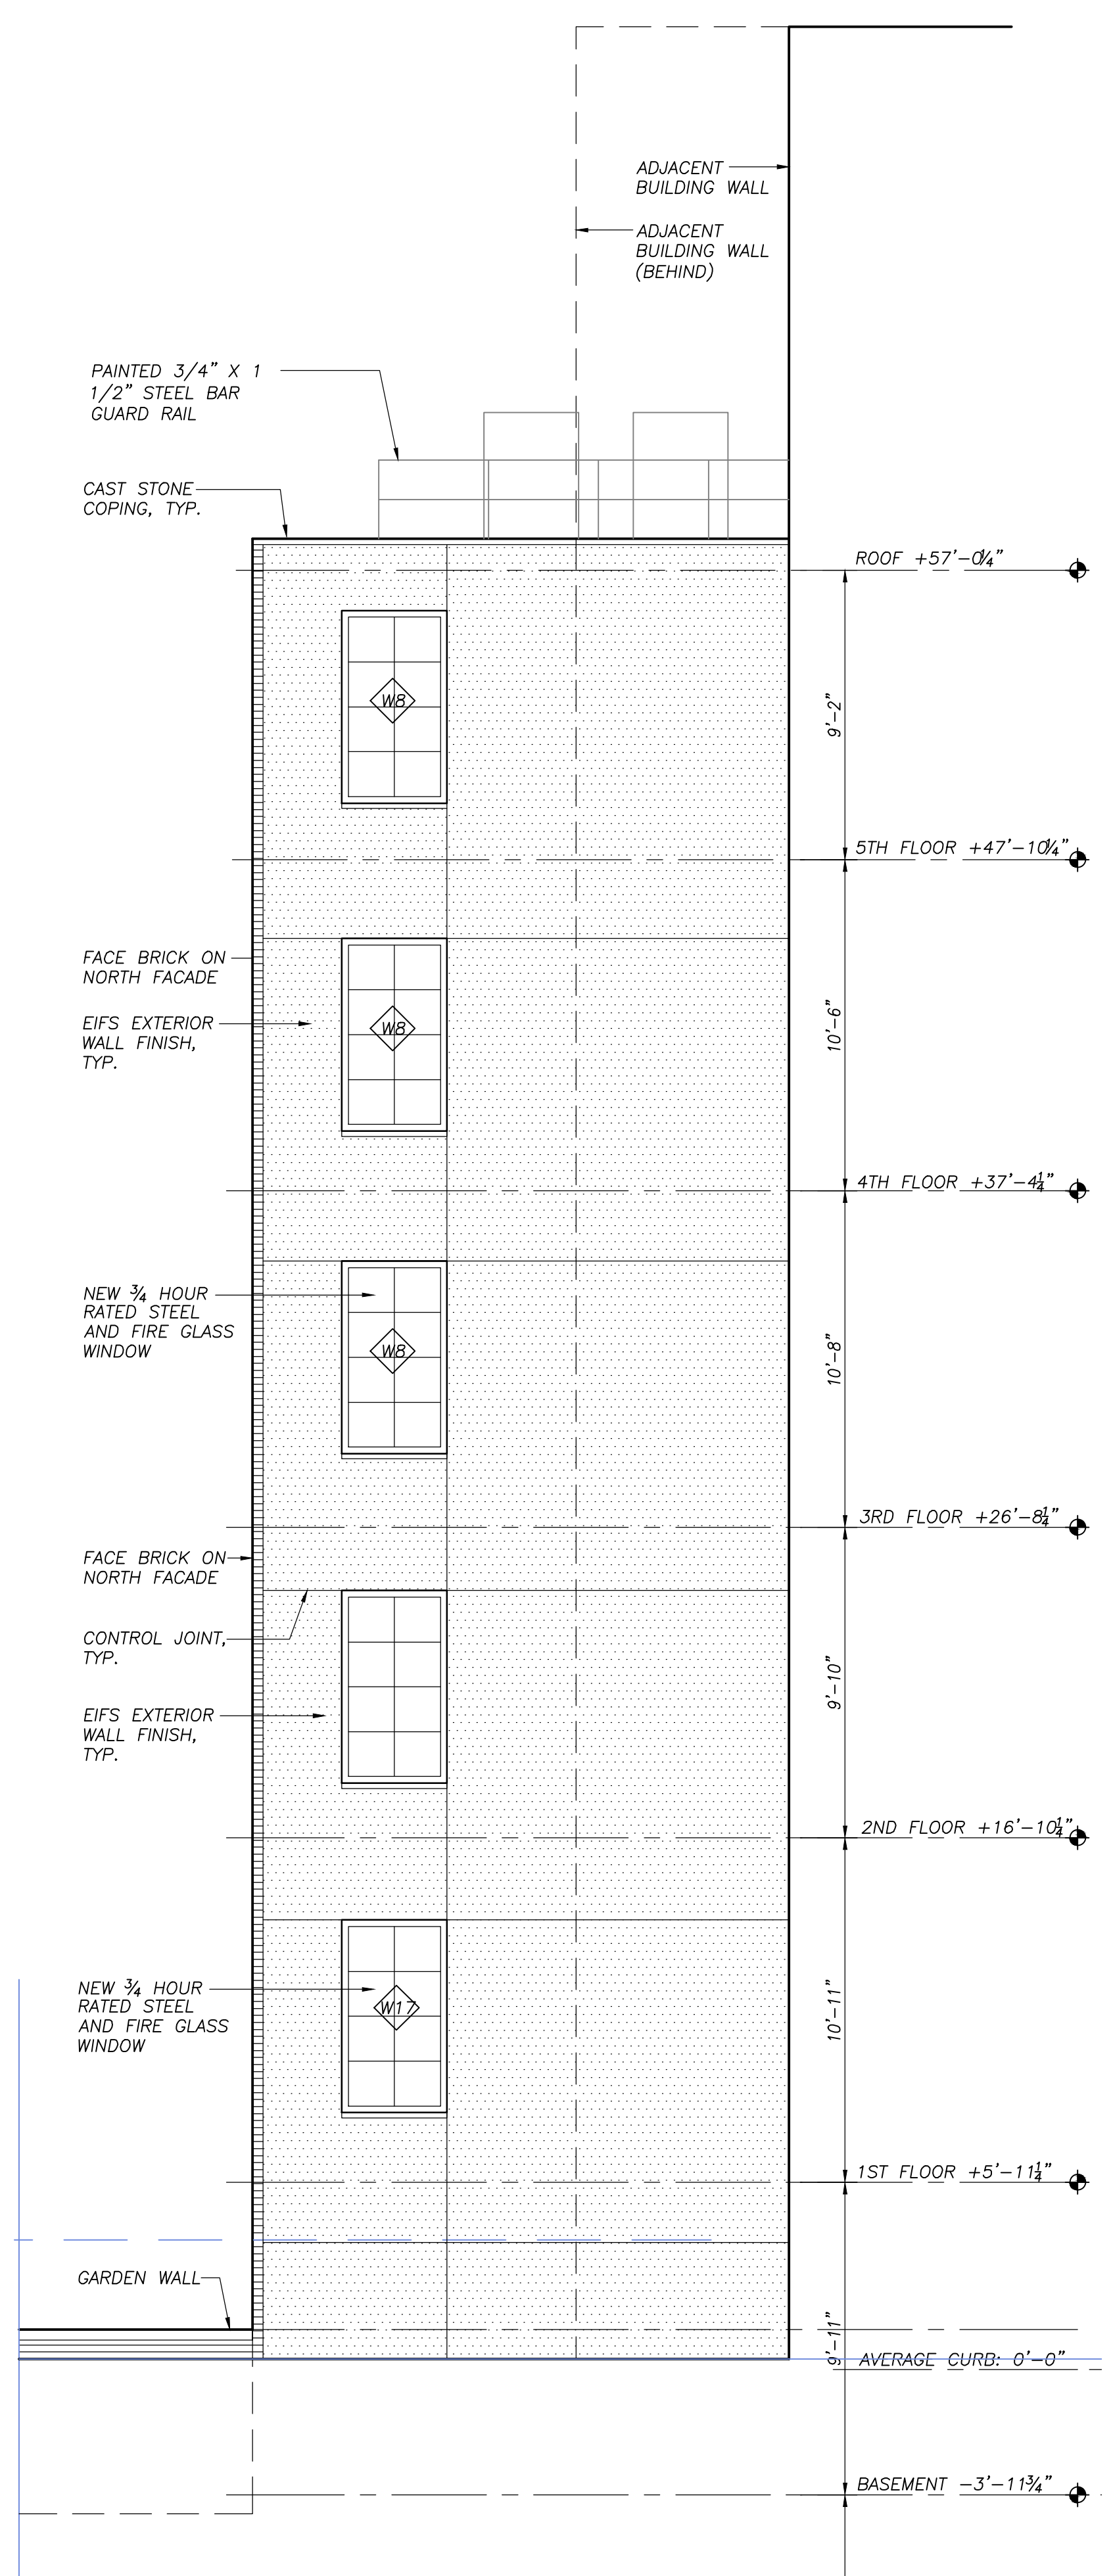 ADJACENT
BUILDING WALL
ADJACENT
BUILDING WALL
(BEHIND)
PAINTED 3/4" X 1
1/2" STEEL BAR
GUARD RAIL
CAST STONE
COPING, TYP.
ROOF +57'-0¼"
W8
9'-2"
5TH FLOOR +47'-10¼"
FACE BRICK ON
NORTH FACADE
EIFS EXTERIOR
WALL FINISH,
TYP.
W8
10'-6"
4TH FLOOR +37'-4¼"
NEW ¾ HOUR
RATED STEEL
AND FIRE GLASS
WINDOW
W8
10'-8"
3RD FLOOR +26'-8¼"
FACE BRICK ON
NORTH FACADE
CONTROL JOINT,
TYP.
EIFS EXTERIOR
WALL FINISH,
TYP.
9'-10"
2ND FLOOR +16'-10¼"
NEW ¾ HOUR
RATED STEEL
AND FIRE GLASS
WINDOW
W17
10'-11"
1ST FLOOR +5'-11¼"
GARDEN WALL
9'-11"
AVERAGE CURB: 0'-0"
BASEMENT -3'-11¾"